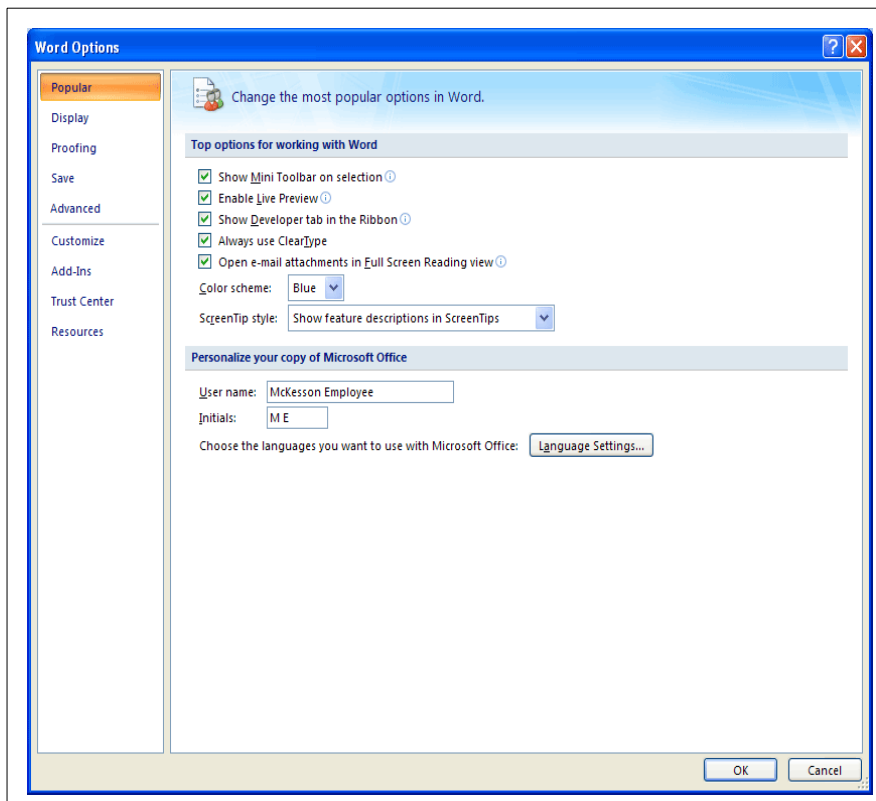 Word Options
Popular
Display
Proofing
Save
Advanced
Customize
Add-Ins
Trust Center
Resources
Change the most popular options in Word.
Top options for working with Word
Show Mini Toolbar on selection
Enable Live Preview
Show Developer tab in the Ribbon
Always use ClearType
Open e-mail attachments in Full Screen Reading view
Color scheme: Blue
ScreenTip style: Show feature descriptions in ScreenTips
Personalize your copy of Microsoft Office
User name: McKesson Employee
Initials: M E
Choose the languages you want to use with Microsoft Office: Language Settings...
OK Cancel